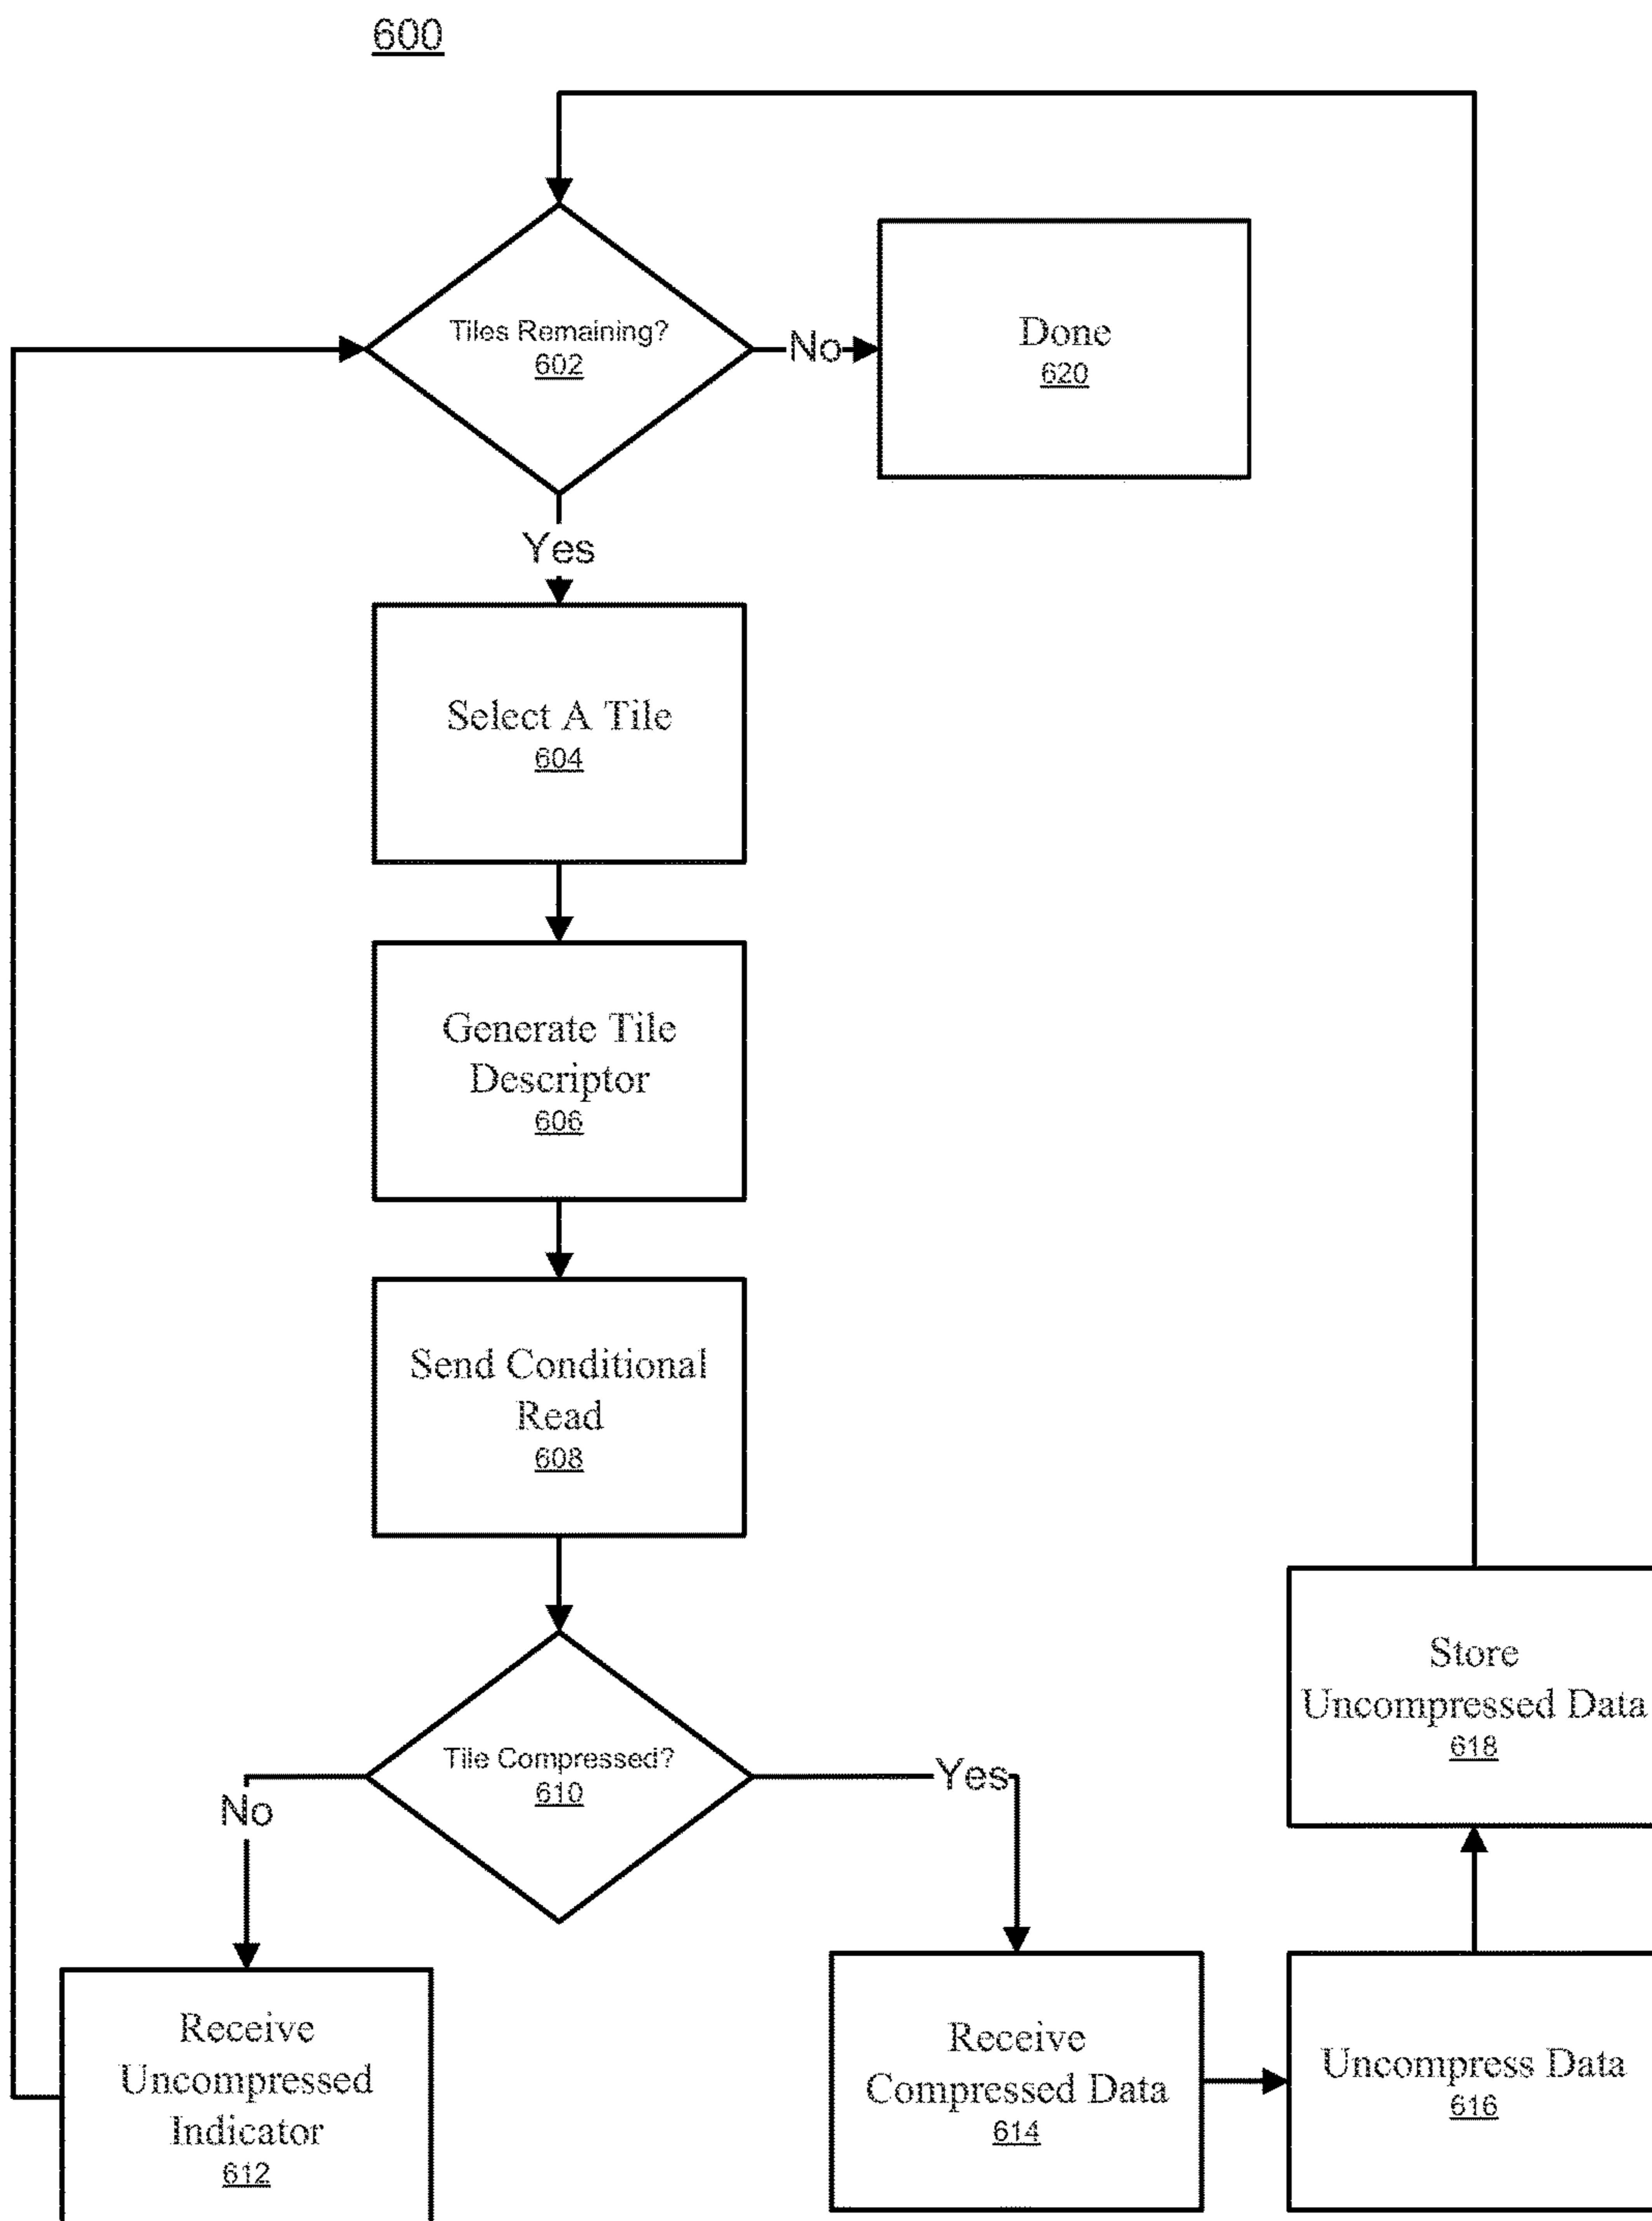 600
Tiles Remaining?
602
No
Done
620
Yes
Select A Tile
604
Generate Tile
Descriptor
606
Send Conditional
Read
608
Tile Compressed?
610
No
Yes
Receive
Uncompressed
Indicator
612
Receive
Compressed Data
614
Uncompress Data
616
Store
Uncompressed Data
618